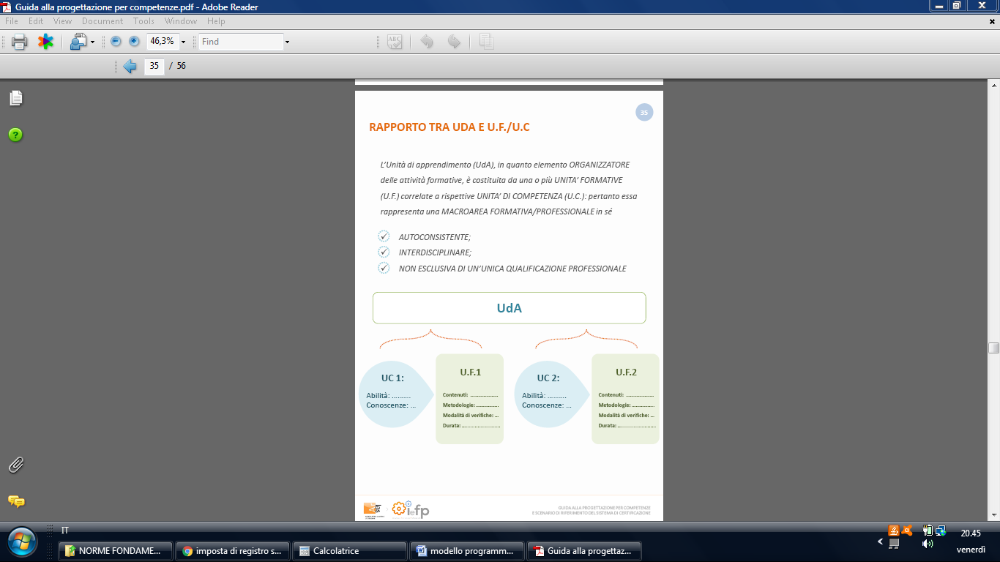 Guida alla progettazione per competenze.pdf - Adobe Reader
File Edit View Document Tools Window Help
46,3% Find
35 / 56
35
RAPPORTO TRA UDA E U.F./U.C
L’Unità di apprendimento (UdA), in quanto elemento ORGANIZZATORE
delle attività formative, è costituita da una o più UNITA’ FORMATIVE
(U.F.) correlate a rispettive UNITA’ DI COMPETENZA (U.C.): pertanto essa
rappresenta una MACROAREA FORMATIVA/PROFESSIONALE in sé
AUTOCONSISTENTE;
INTERDISCIPLINARE;
NON ESCLUSIVA DI UN’UNICA QUALIFICAZIONE PROFESSIONALE
UdA
UC 1:
Abilità: ……….
Conoscenze: …
U.F.1
Contenuti: ………………
Metodologie: ……………
Modalità di verifiche: …
Durata: ……………………
UC 2:
Abilità: ……….
Conoscenze: …
U.F.2
Contenuti: ………………
Metodologie: ……………
Modalità di verifiche: …
Durata: ……………………
iefp
GUIDA ALLA PROGETTAZIONE PER COMPETENZE
E SCENARIO DI RIFERIMENTO DEL SISTEMA DI CERTIFICAZIONE
IT
20.45
venerdì
NORME FONDAME... imposta di registro s... Calcolatrice modello programm... Guida alla progettaz...